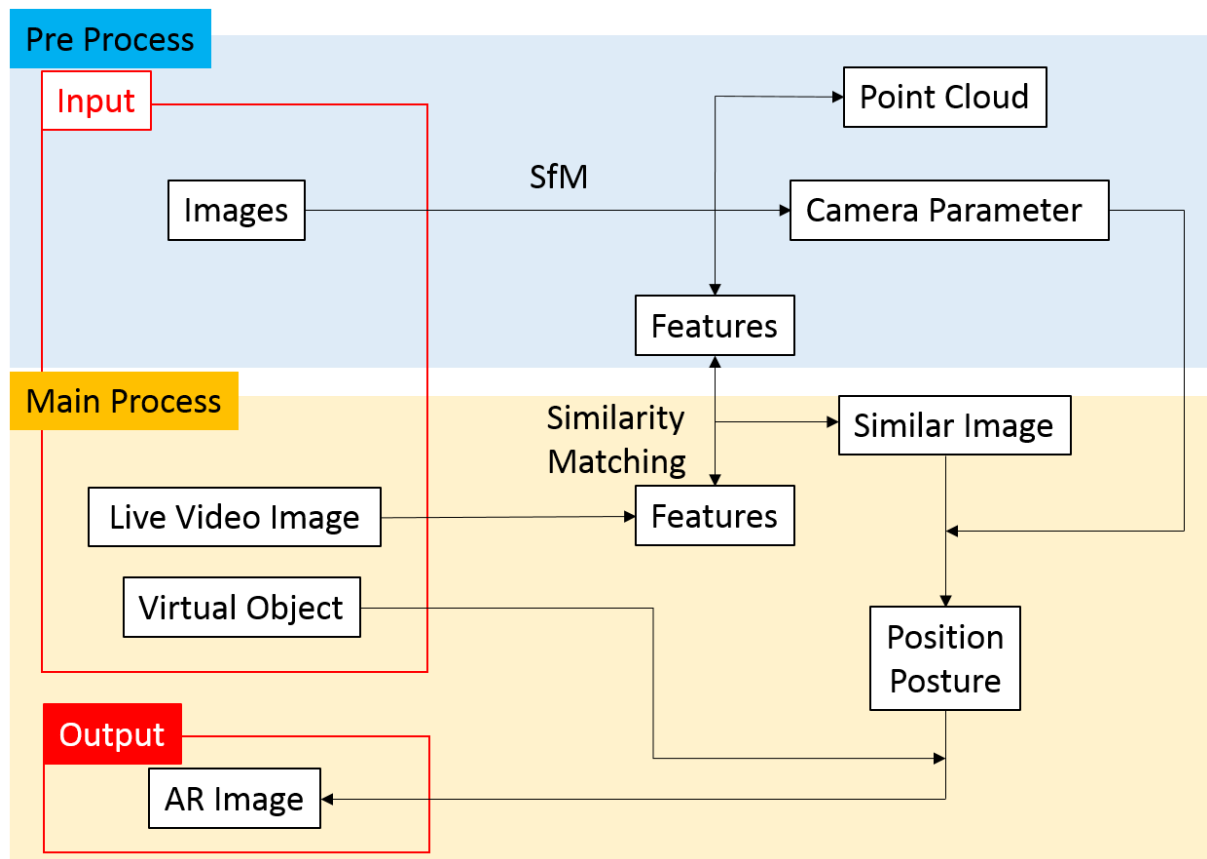 Pre Process
Input
Point Cloud
SfM
Images
Camera Parameter
Features
Main Process
Similarity
Matching
Similar Image
Live Video Image
Features
Virtual Object
Position
Posture
Output
AR Image